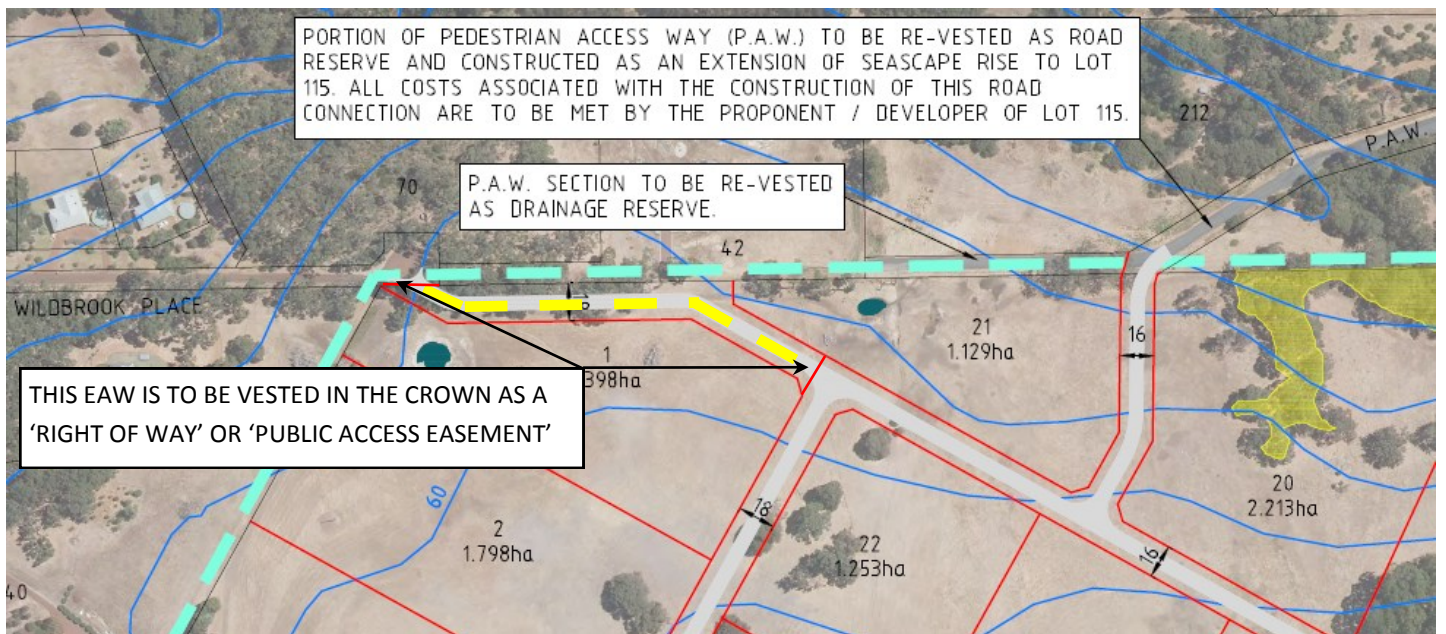 PORTION OF PEDESTRIAN ACCESS WAY (P.A.W.) TO BE RE-VESTED AS ROAD
RESERVE AND CONSTRUCTED AS AN EXTENSION OF SEASCAPE RISE TO LOT
115. ALL COSTS ASSOCIATED WITH THE CONSTRUCTION OF THIS ROAD
CONNECTION ARE TO BE MET BY THE PROPONENT / DEVELOPER OF LOT 115.
212
P.A.W.
70
P.A.W. SECTION TO BE RE-VESTED
AS DRAINAGE RESERVE.
42
WILDBROOK PLACE
21
1.129ha
16
1
398ha
THIS EAW IS TO BE VESTED IN THE CROWN AS A
‘RIGHT OF WAY’ OR ‘PUBLIC ACCESS EASEMENT’
60
20
2.213ha
2
1.798ha
18
22
1.253ha
16
40